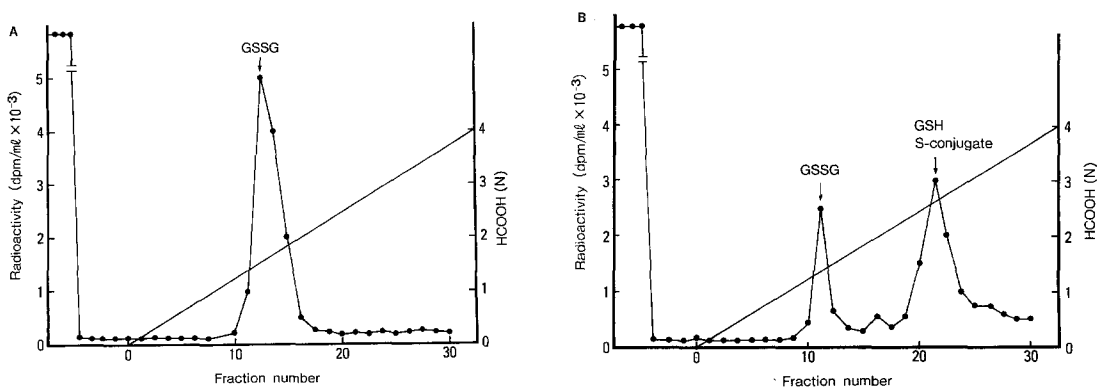 A
GSSG
Radioactivity (dpm/mℓ × 10⁻³)
5
4
3
2
1
0
4
3
2
1
0
HCOOH (N)
0 10 20 30
Fraction number
B
GSSG
GSH
S-conjugate
Radioactivity (dpm/mℓ × 10⁻³)
5
4
3
2
1
0
4
3
2
1
0
HCOOH (N)
0 10 20 30
Fraction number